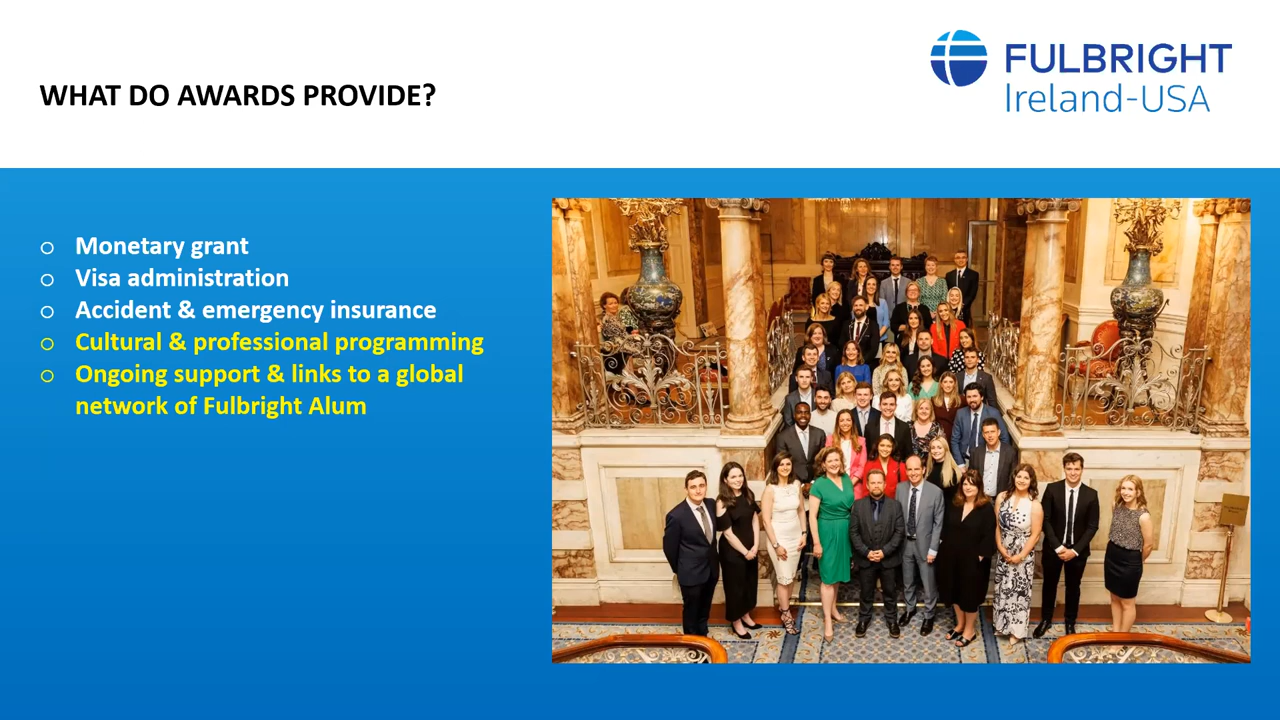 WHAT DO AWARDS PROVIDE?
FULBRIGHT
Ireland-USA
Monetary grant
Visa administration
Accident & emergency insurance
Cultural & professional programming
Ongoing support & links to a global
network of Fulbright Alum